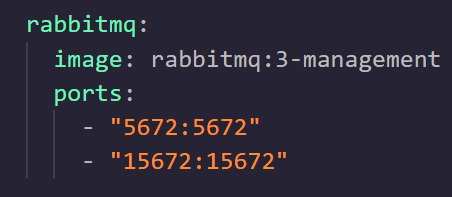 rabbitmq:
image: rabbitmq:3-management
ports:
- "5672:5672"
- "15672:15672"